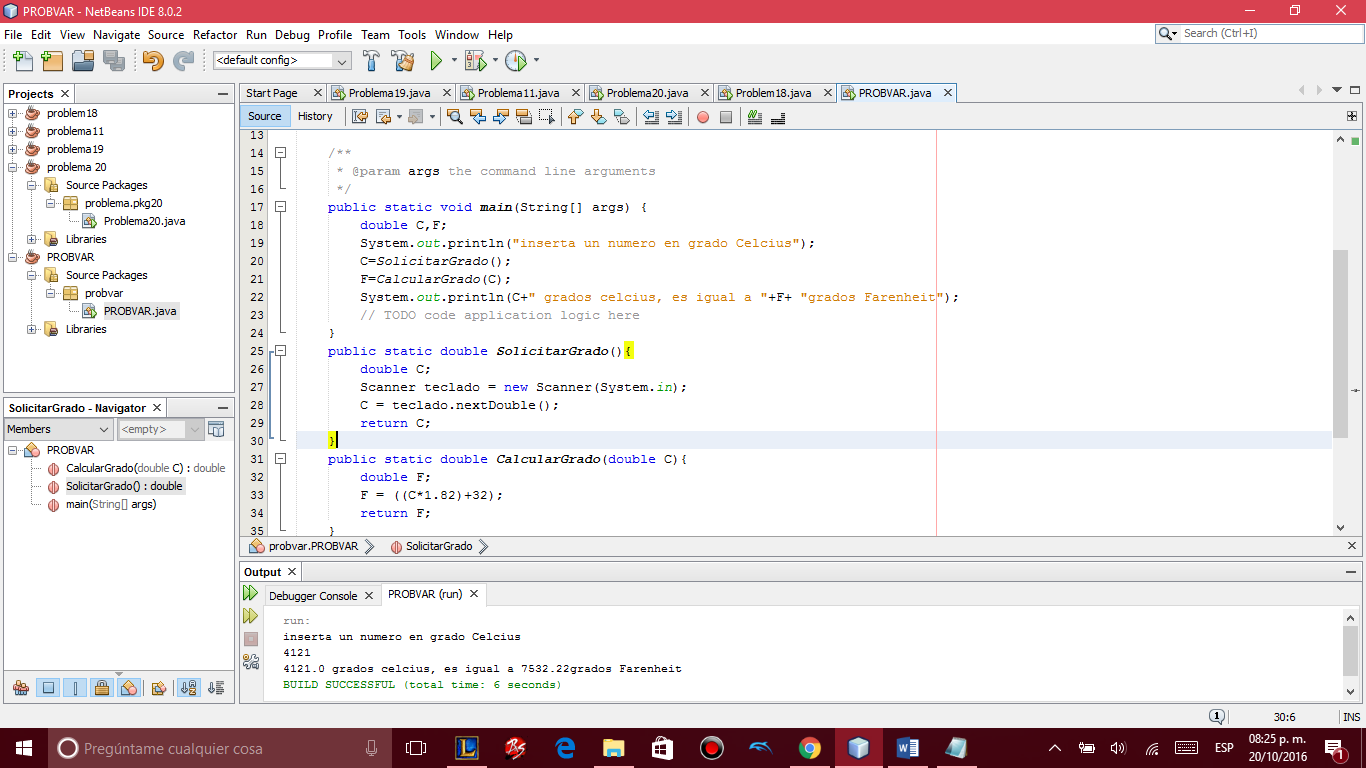 PROBVAR - NetBeans IDE 8.0.2
File Edit View Navigate Source Refactor Run Debug Profile Team Tools Window Help
Search (Ctrl+I)
<default config>
Projects
problem18
problema11
problema19
problema 20
Source Packages
problema.pkg20
Problema20.java
Libraries
PROBVAR
Source Packages
probvar
PROBVAR.java
Libraries
SolicitarGrado - Navigator
Members
<empty>
PROBVAR
CalcularGrado(double C) : double
SolicitarGrado() : double
main(String[] args)
Start Page Problema19.java Problema11.java Problema20.java Problem18.java PROBVAR.java
Source History
13
14 /**
15 * @param args the command line arguments
16 */
17 public static void main(String[] args) {
18 double C,F;
19 System.out.println("inserta un numero en grado Celcius");
20 C=SolicitarGrado();
21 F=CalcularGrado(C);
22 System.out.println(C+" grados celcius, es igual a "+F+ "grados Farenheit");
23 // TODO code application logic here
24 }
25 public static double SolicitarGrado(){
26 double C;
27 Scanner teclado = new Scanner(System.in);
28 C = teclado.nextDouble();
29 return C;
30 }
31 public static double CalcularGrado(double C){
32 double F;
33 F = ((C*1.82)+32);
34 return F;
35 }
probvar.PROBVAR SolicitarGrado
Output
Debugger Console PROBVAR (run)
run:
inserta un numero en grado Celcius
4121
4121.0 grados celcius, es igual a 7532.22grados Farenheit
BUILD SUCCESSFUL (total time: 6 seconds)
1 30:6 INS
Pregúntame cualquier cosa
ESP
08:25 p. m.
20/10/2016
1